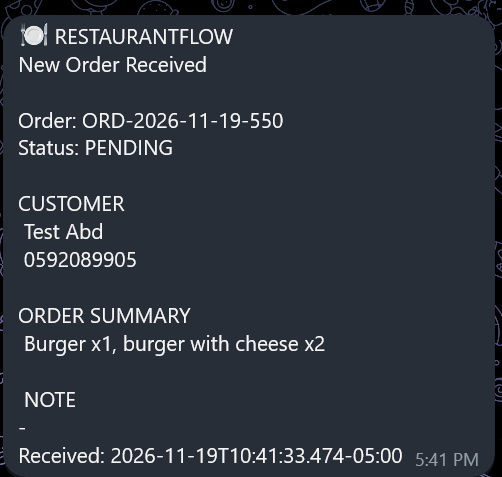 🍽 RESTAURANTFLOW
New Order Received
Order: ORD-2026-11-19-550
Status: PENDING
CUSTOMER
Test Abd
0592089905
ORDER SUMMARY
Burger x1, burger with cheese x2
NOTE
-
Received: 2026-11-19T10:41:33.474-05:00 5:41 PM